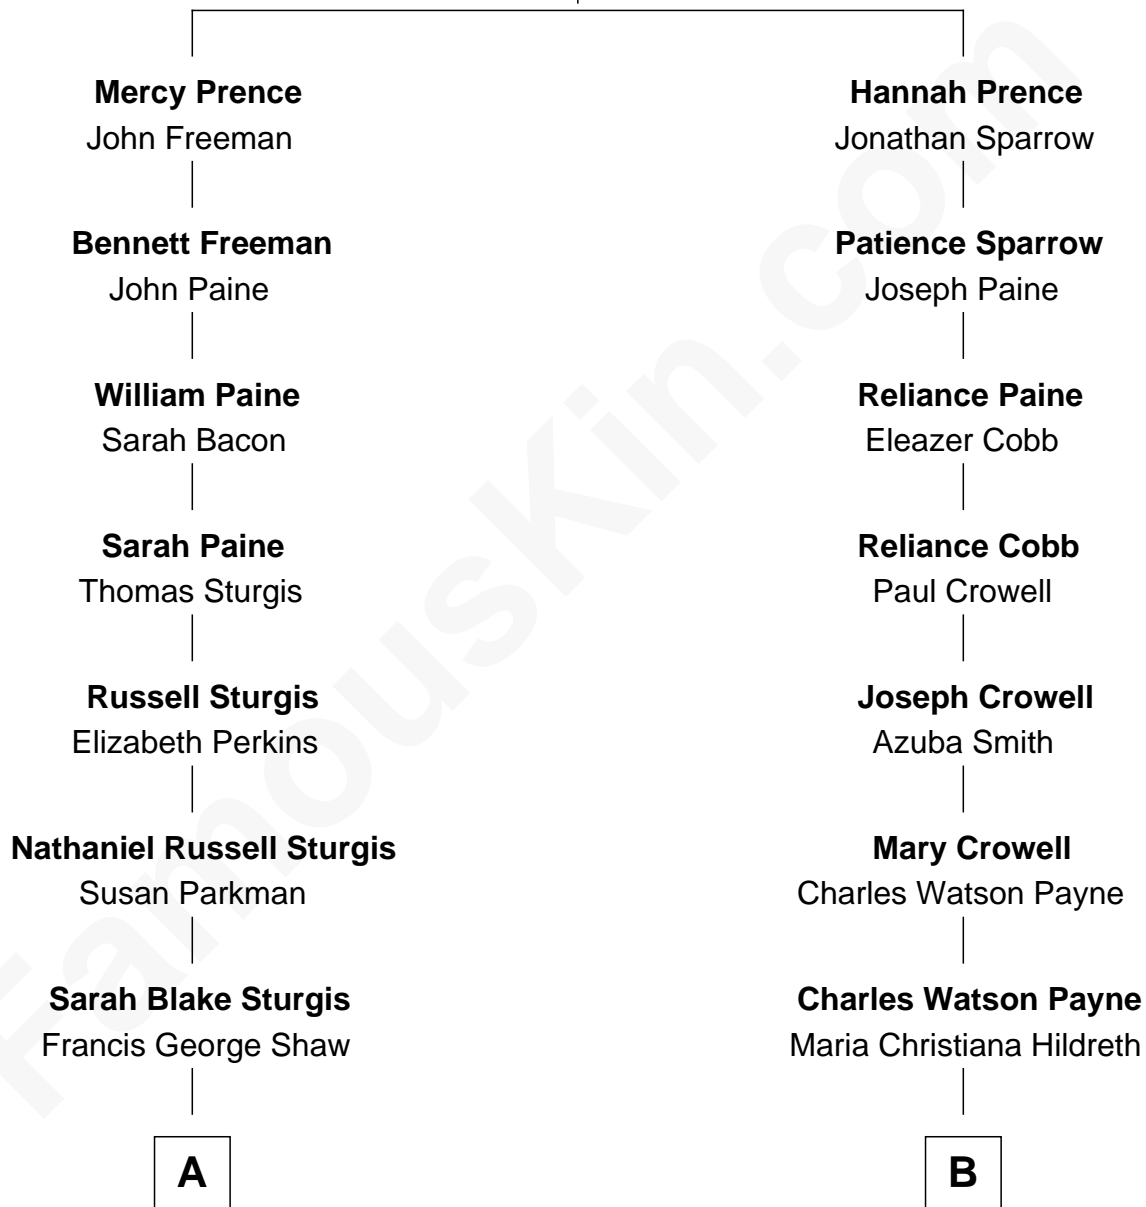 Mercy Prence
John Freeman
Bennett Freeman
John Paine
William Paine
Sarah Bacon
Sarah Paine
Thomas Sturgis
Russell Sturgis
Elizabeth Perkins
Nathaniel Russell Sturgis
Susan Parkman
Sarah Blake Sturgis
Francis George Shaw
A
Hannah Prence
Jonathan Sparrow
Patience Sparrow
Joseph Paine
Reliance Paine
Eleazer Cobb
Reliance Cobb
Paul Crowell
Joseph Crowell
Azuba Smith
Mary Crowell
Charles Watson Payne
Charles Watson Payne
Maria Christiana Hildreth
B
FamousKin.com